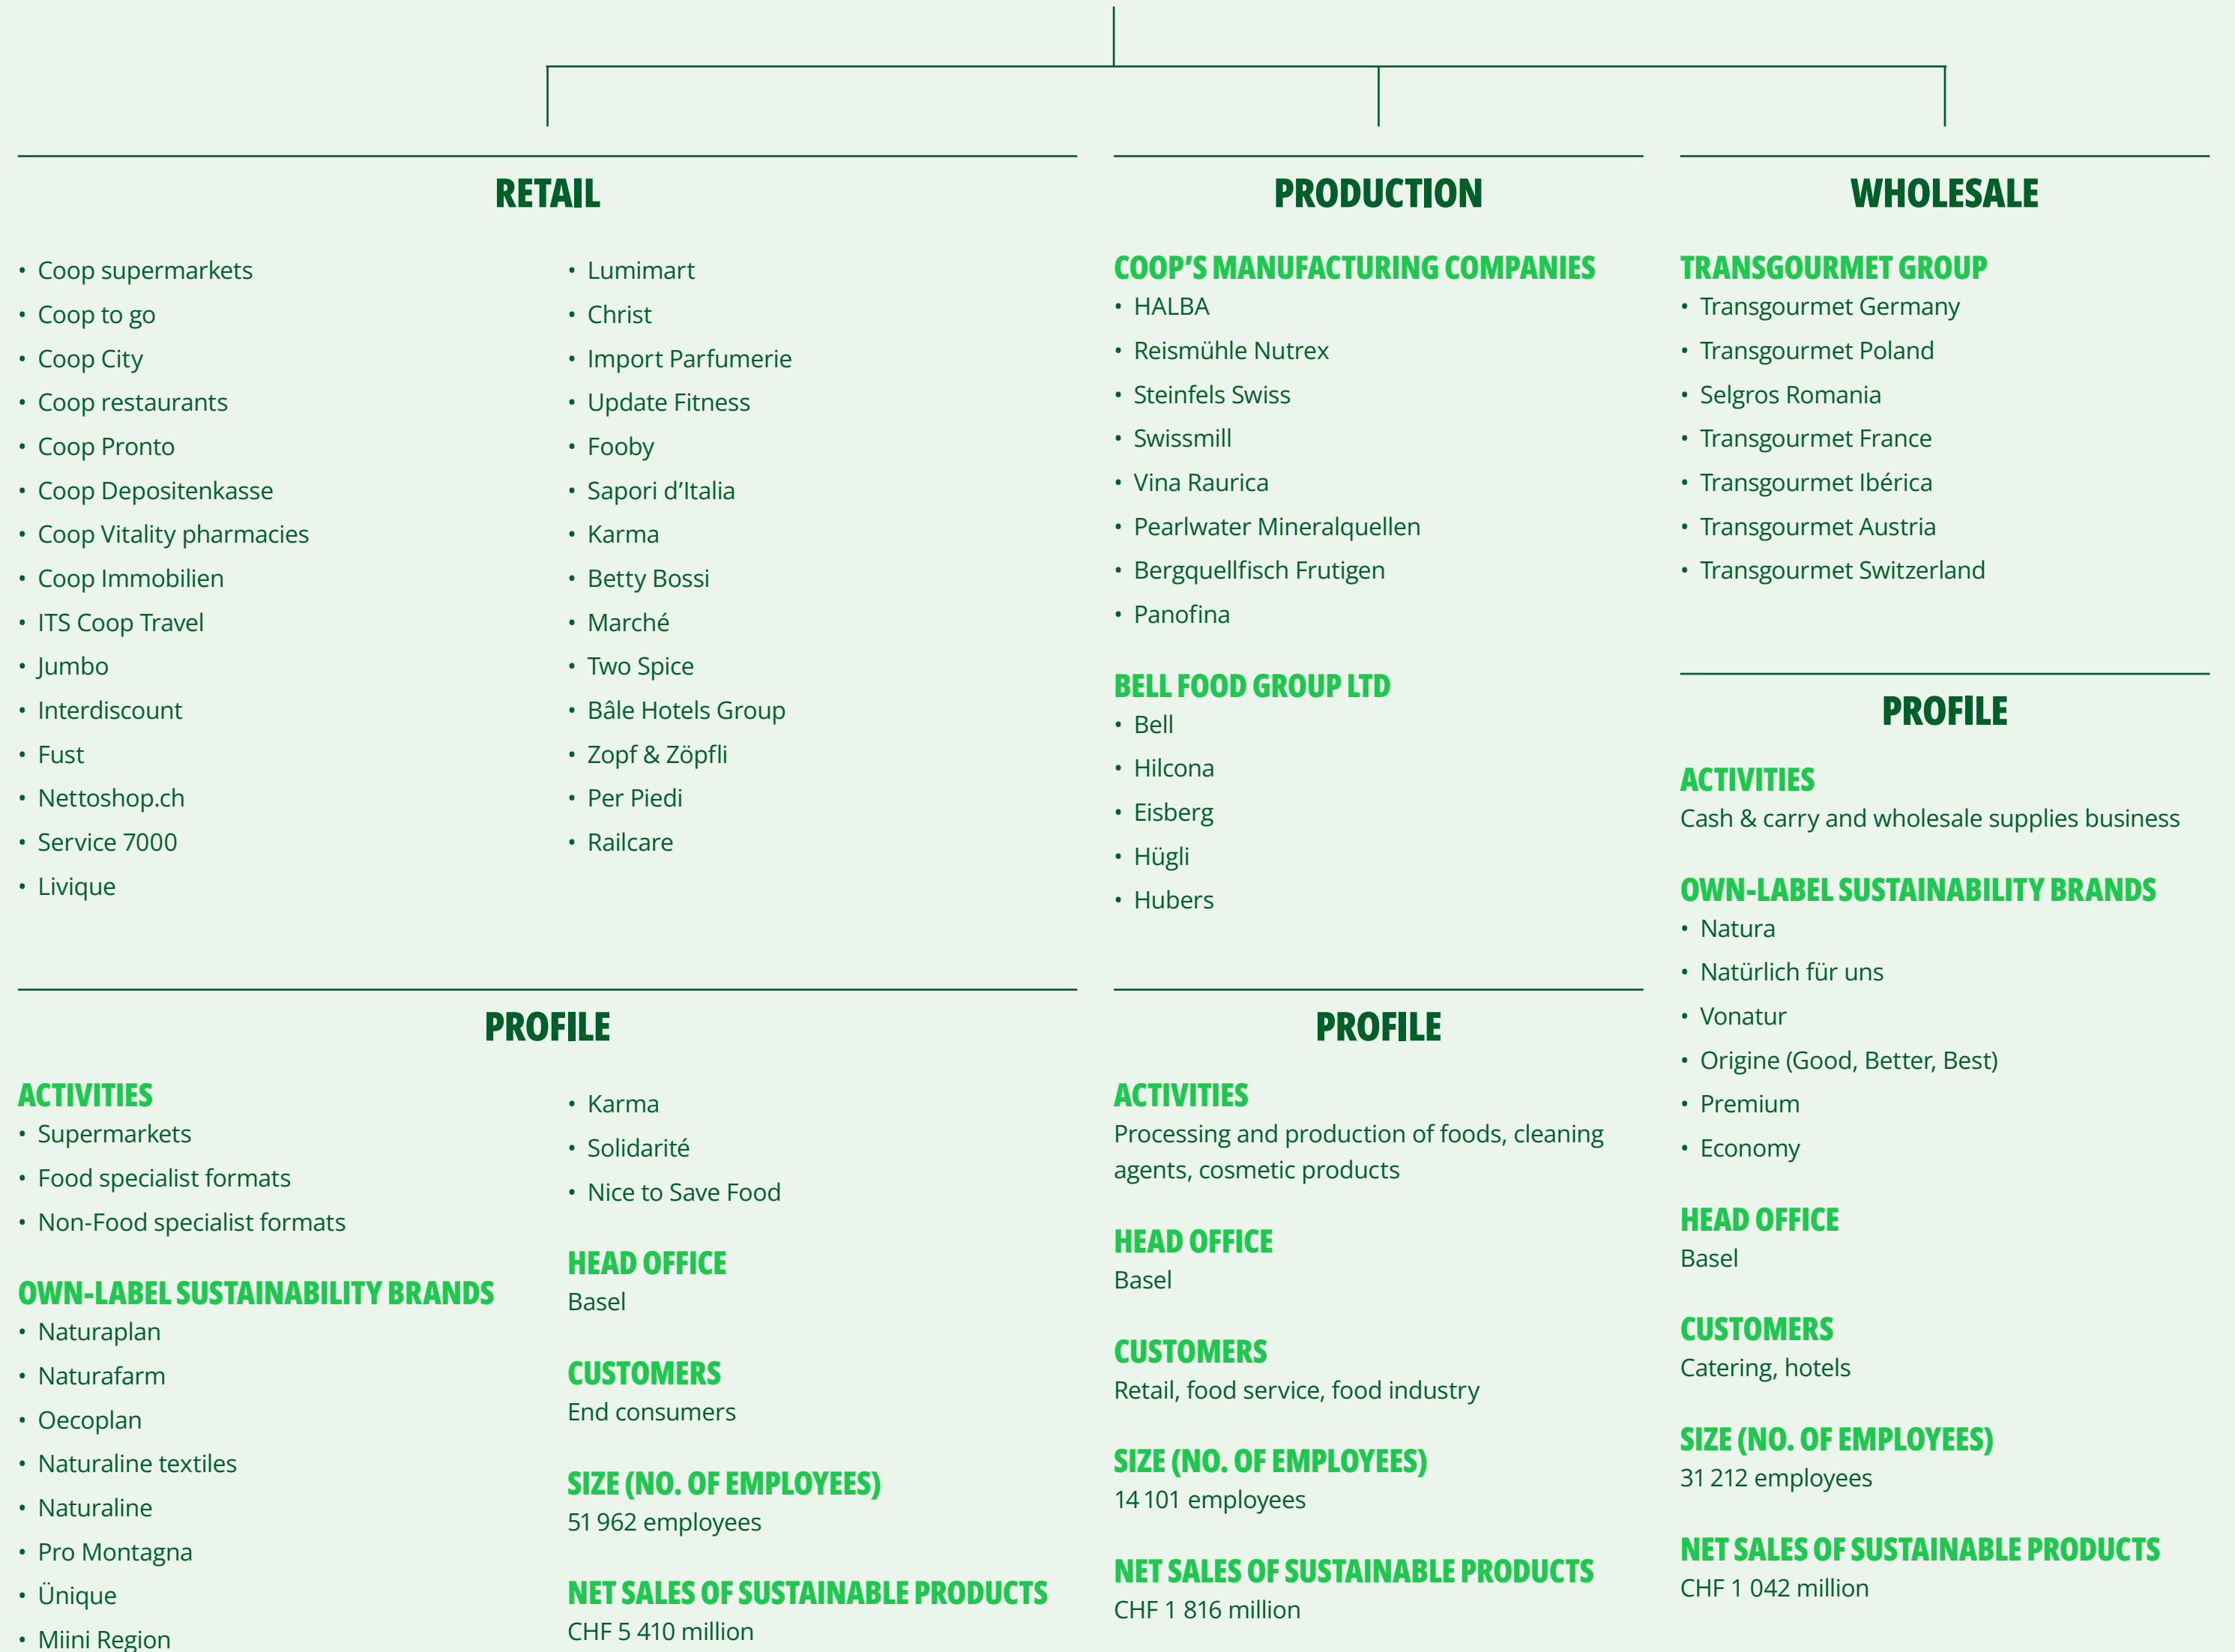 RETAIL
• Coop supermarkets
• Coop to go
• Coop City
• Coop restaurants
• Coop Pronto
• Coop Depositenkasse
• Coop Vitality pharmacies
• Coop Immobilien
• ITS Coop Travel
• Jumbo
• Interdiscount
• Fust
• Nettoshop.ch
• Service 7000
• Livique
• Lumimart
• Christ
• Import Parfumerie
• Update Fitness
• Fooby
• Sapori d’Italia
• Karma
• Betty Bossi
• Marché
• Two Spice
• Bâle Hotels Group
• Zopf & Zöpfli
• Per Piedi
• Railcare
PROFILE
ACTIVITIES
• Supermarkets
• Food specialist formats
• Non-Food specialist formats
OWN-LABEL SUSTAINABILITY BRANDS
• Naturaplan
• Naturafarm
• Oecoplan
• Naturaline textiles
• Naturaline
• Pro Montagna
• Ünique
• Miini Region
• Karma
• Solidarité
• Nice to Save Food
HEAD OFFICE
Basel
CUSTOMERS
End consumers
SIZE (NO. OF EMPLOYEES)
51 962 employees
NET SALES OF SUSTAINABLE PRODUCTS
CHF 5 410 million
PRODUCTION
COOP’S MANUFACTURING COMPANIES
• HALBA
• Reismühle Nutrex
• Steinfels Swiss
• Swissmill
• Vina Raurica
• Pearlwater Mineralquellen
• Bergquellfisch Frutigen
• Panofina
BELL FOOD GROUP LTD
• Bell
• Hilcona
• Eisberg
• Hügli
• Hubers
PROFILE
ACTIVITIES
Processing and production of foods, cleaning
agents, cosmetic products
HEAD OFFICE
Basel
CUSTOMERS
Retail, food service, food industry
SIZE (NO. OF EMPLOYEES)
14 101 employees
NET SALES OF SUSTAINABLE PRODUCTS
CHF 1 816 million
WHOLESALE
TRANSGOURMET GROUP
• Transgourmet Germany
• Transgourmet Poland
• Selgros Romania
• Transgourmet France
• Transgourmet Ibérica
• Transgourmet Austria
• Transgourmet Switzerland
PROFILE
ACTIVITIES
Cash & carry and wholesale supplies business
OWN-LABEL SUSTAINABILITY BRANDS
• Natura
• Natürlich für uns
• Vonatur
• Origine (Good, Better, Best)
• Premium
• Economy
HEAD OFFICE
Basel
CUSTOMERS
Catering, hotels
SIZE (NO. OF EMPLOYEES)
31 212 employees
NET SALES OF SUSTAINABLE PRODUCTS
CHF 1 042 million